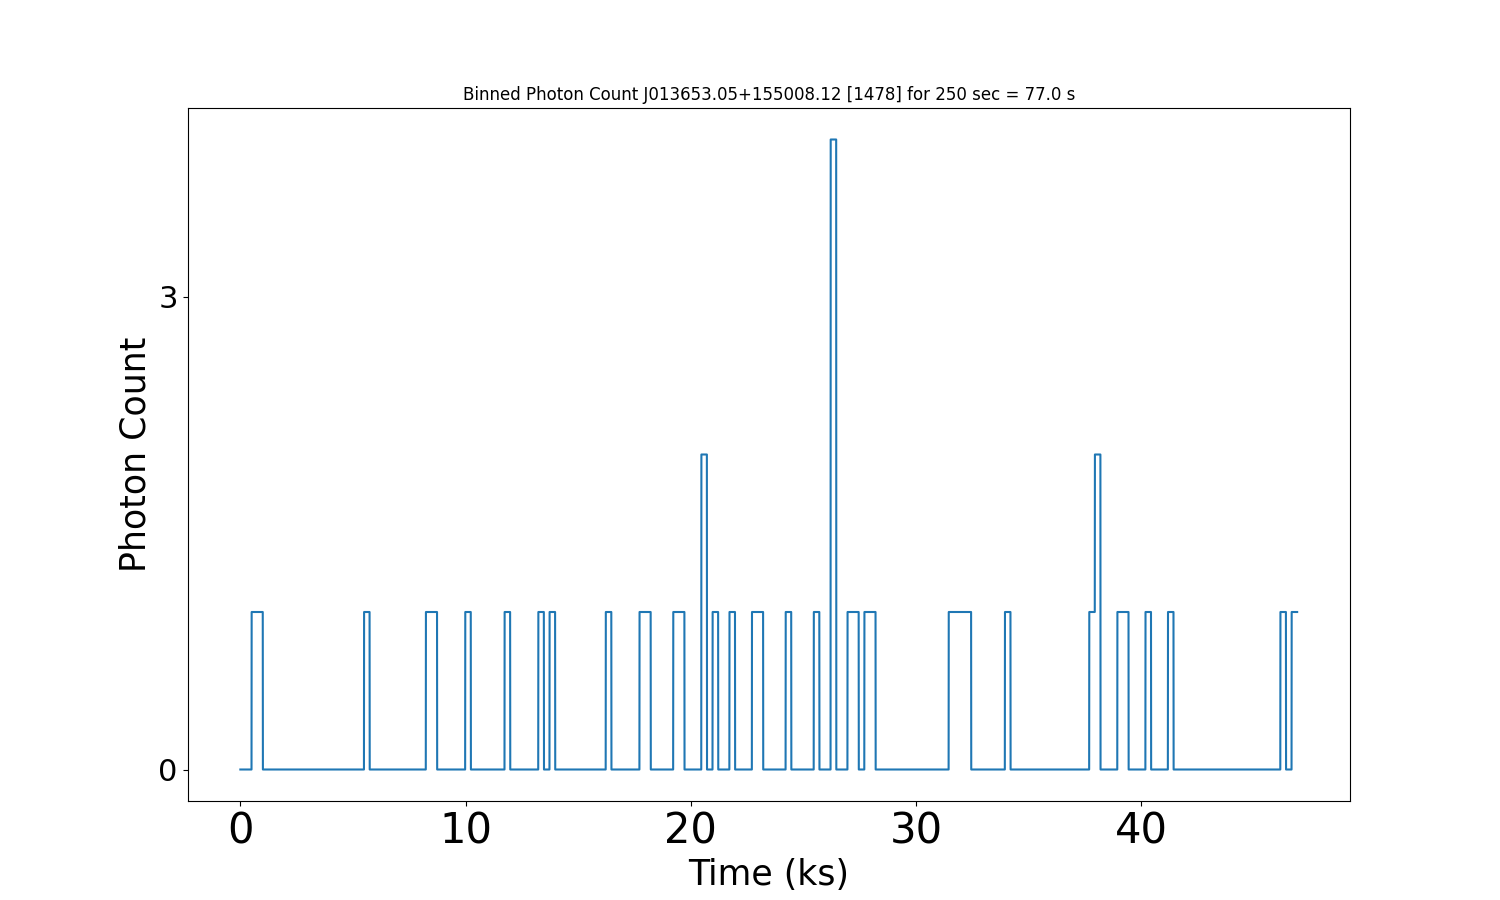 Binned Photon Count J013653.05+155008.12 [1478] for 250 sec = 77.0 s
3
0
Photon Count
0 10 20 30 40
Time (ks)